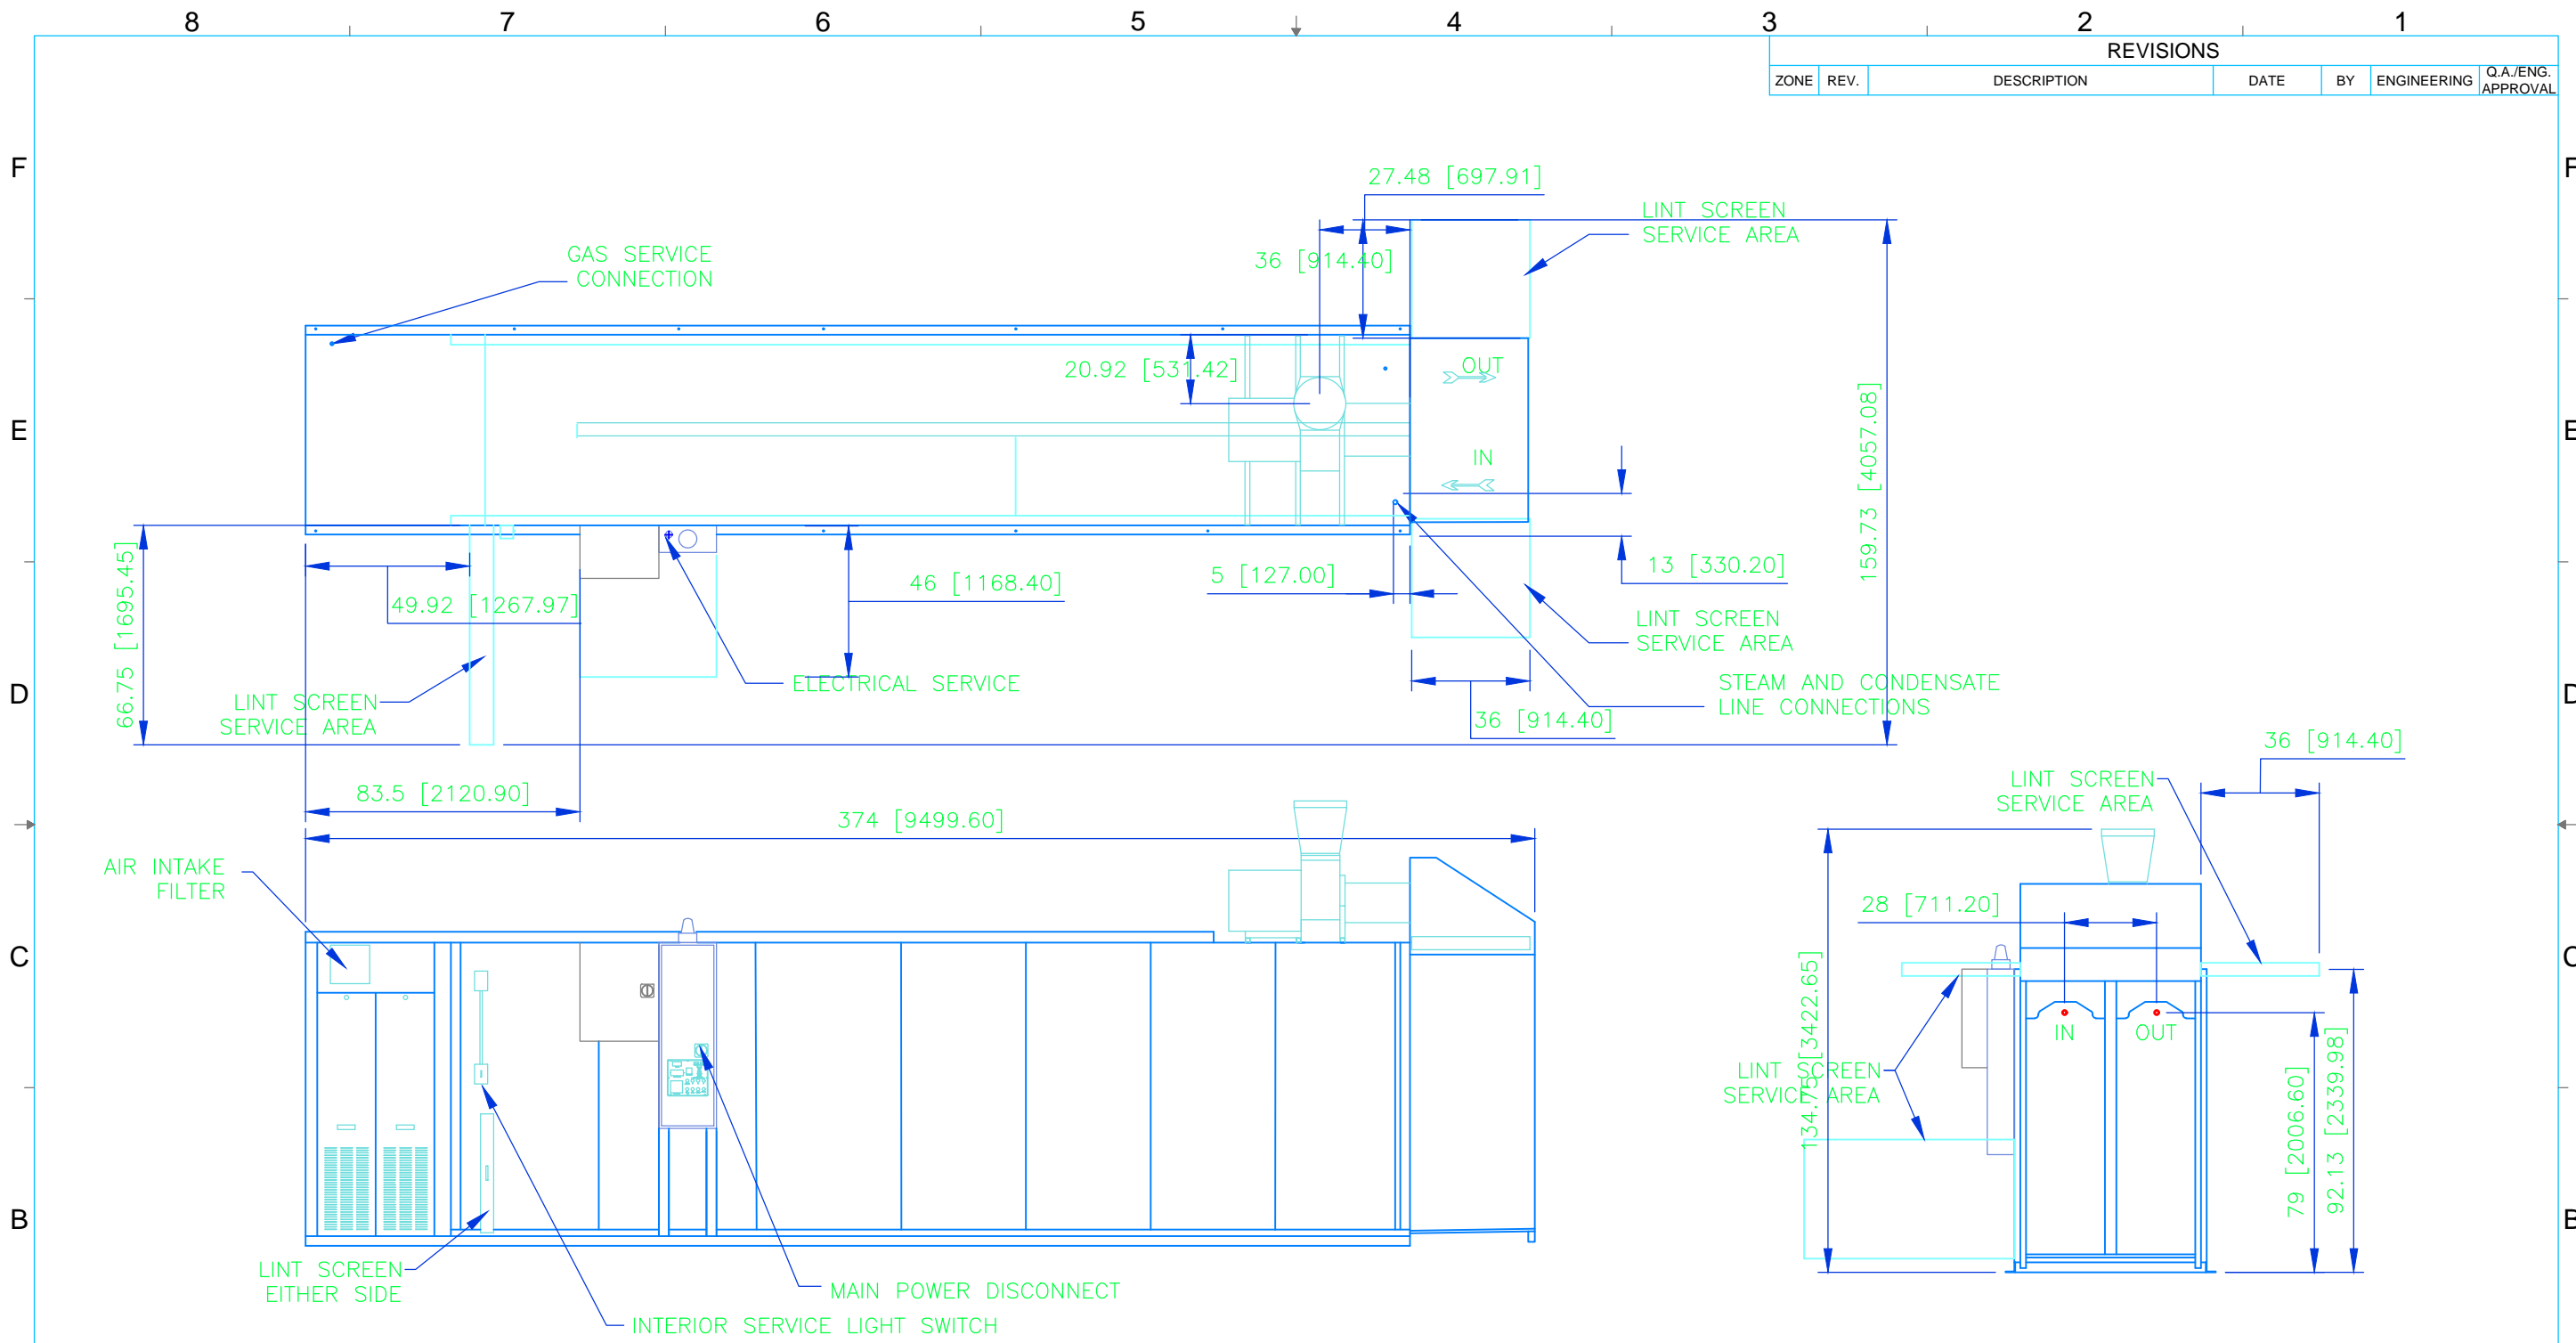 8 7 6 5 4 3 2 1
REVISIONS
ZONE REV. DESCRIPTION DATE BY ENGINEERING Q.A./ENG. APPROVAL
F
F
27.48 [697.91]
LINT SCREEN
SERVICE AREA
GAS SERVICE
CONNECTION
36 [914.40]
20.92 [531.42]
OUT
159.73 [4057.08]
E
E
IN
66.75 [1695.45]
49.92 [1267.97]
46 [1168.40]
5 [127.00]
13 [330.20]
LINT SCREEN
SERVICE AREA
D
D
LINT SCREEN
SERVICE AREA
ELECTRICAL SERVICE
STEAM AND CONDENSATE
LINE CONNECTIONS
36 [914.40]
36 [914.40]
83.5 [2120.90]
LINT SCREEN
SERVICE AREA
374 [9499.60]
AIR INTAKE
FILTER
28 [711.20]
C
C
134.75 [3422.65]
IN
OUT
LINT SCREEN
SERVICE AREA
79 [2006.60]
92.13 [2339.98]
B
B
LINT SCREEN
EITHER SIDE
MAIN POWER DISCONNECT
INTERIOR SERVICE LIGHT SWITCH